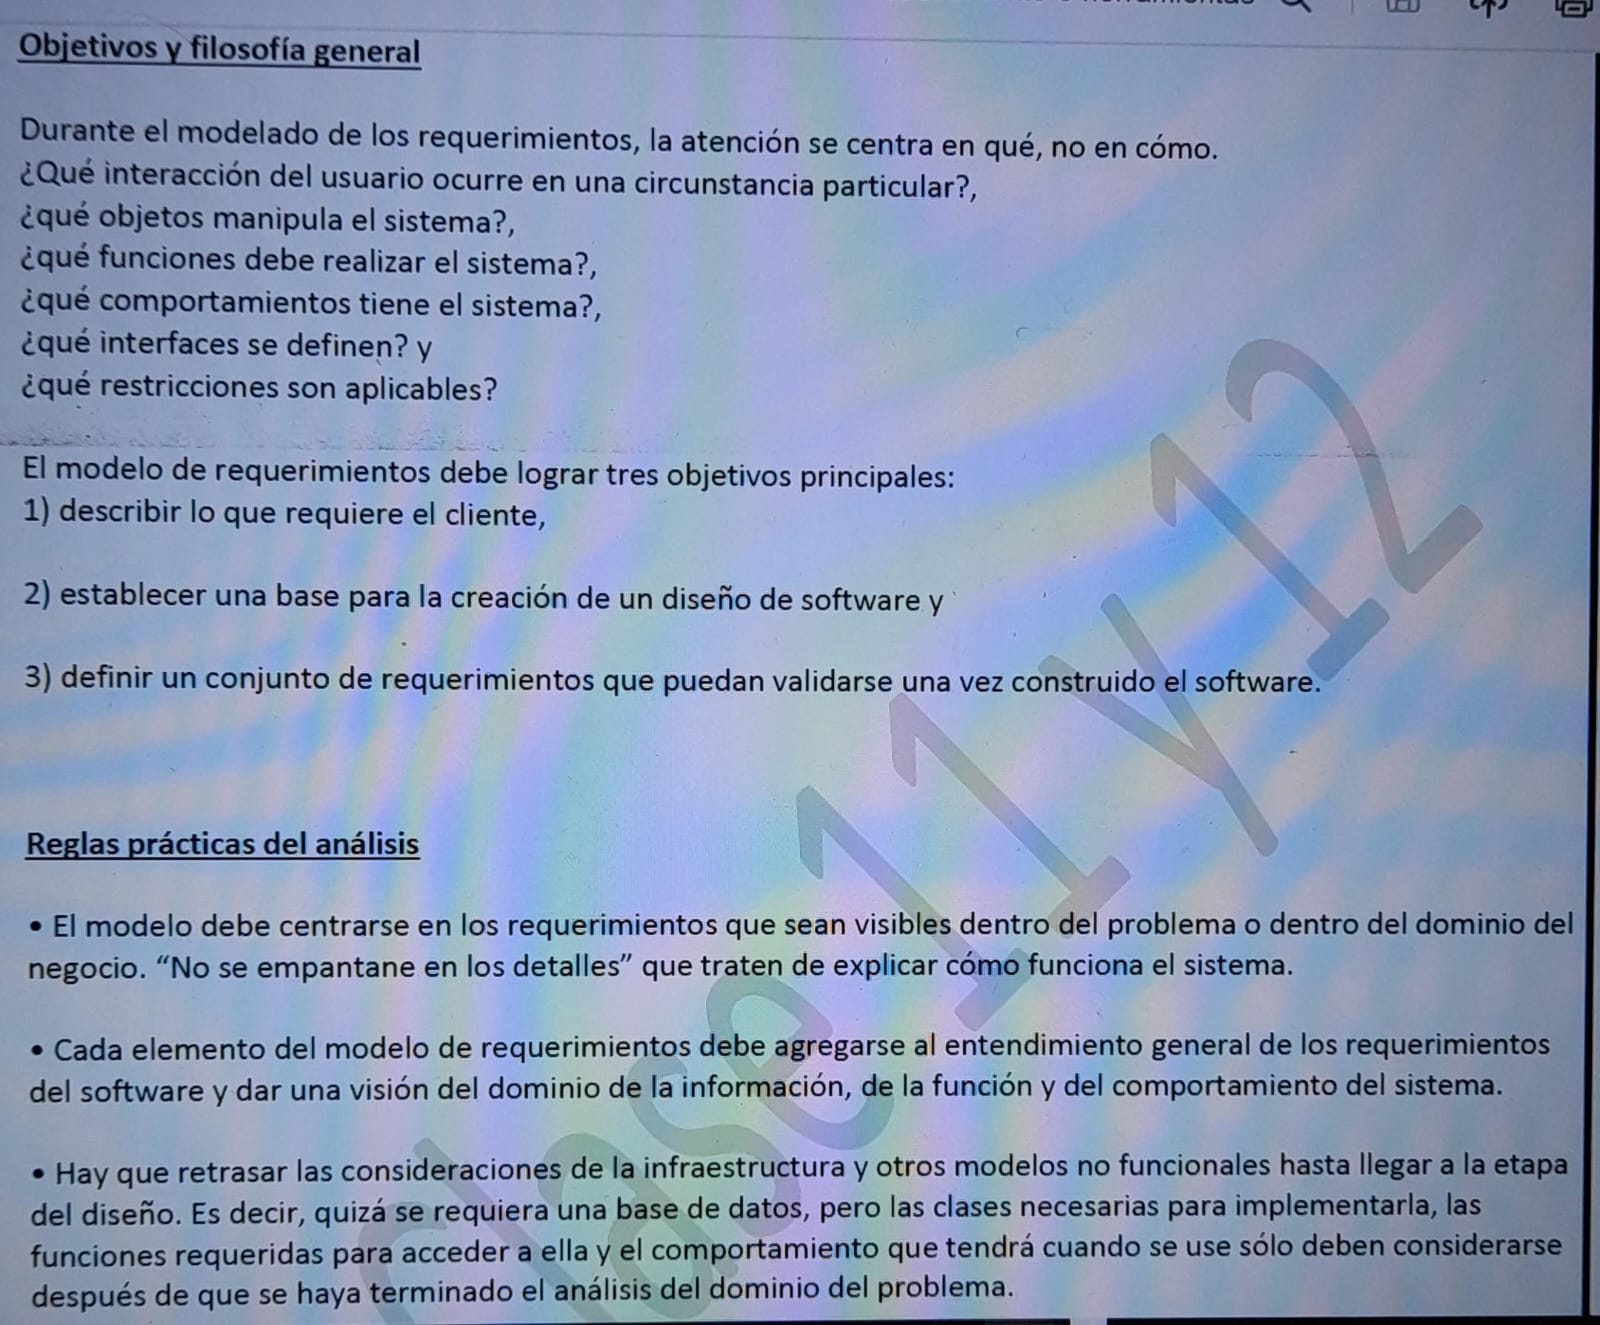 Objetivos y filosofía general
Durante el modelado de los requerimientos, la atención se centra en qué, no en cómo.
¿Qué interacción del usuario ocurre en una circunstancia particular?,
¿qué objetos manipula el sistema?,
¿qué funciones debe realizar el sistema?,
¿qué comportamientos tiene el sistema?,
¿qué interfaces se definen? y
¿qué restricciones son aplicables?
El modelo de requerimientos debe lograr tres objetivos principales:
1) describir lo que requiere el cliente,
2) establecer una base para la creación de un diseño de software y
3) definir un conjunto de requerimientos que puedan validarse una vez construido el software.
Reglas prácticas del análisis
• El modelo debe centrarse en los requerimientos que sean visibles dentro del problema o dentro del dominio del
negocio. “No se empantane en los detalles” que traten de explicar cómo funciona el sistema.
• Cada elemento del modelo de requerimientos debe agregarse al entendimiento general de los requerimientos
del software y dar una visión del dominio de la información, de la función y del comportamiento del sistema.
• Hay que retrasar las consideraciones de la infraestructura y otros modelos no funcionales hasta llegar a la etapa
del diseño. Es decir, quizá se requiera una base de datos, pero las clases necesarias para implementarla, las
funciones requeridas para acceder a ella y el comportamiento que tendrá cuando se use sólo deben considerarse
después de que se haya terminado el análisis del dominio del problema.
Clase 11 y 12